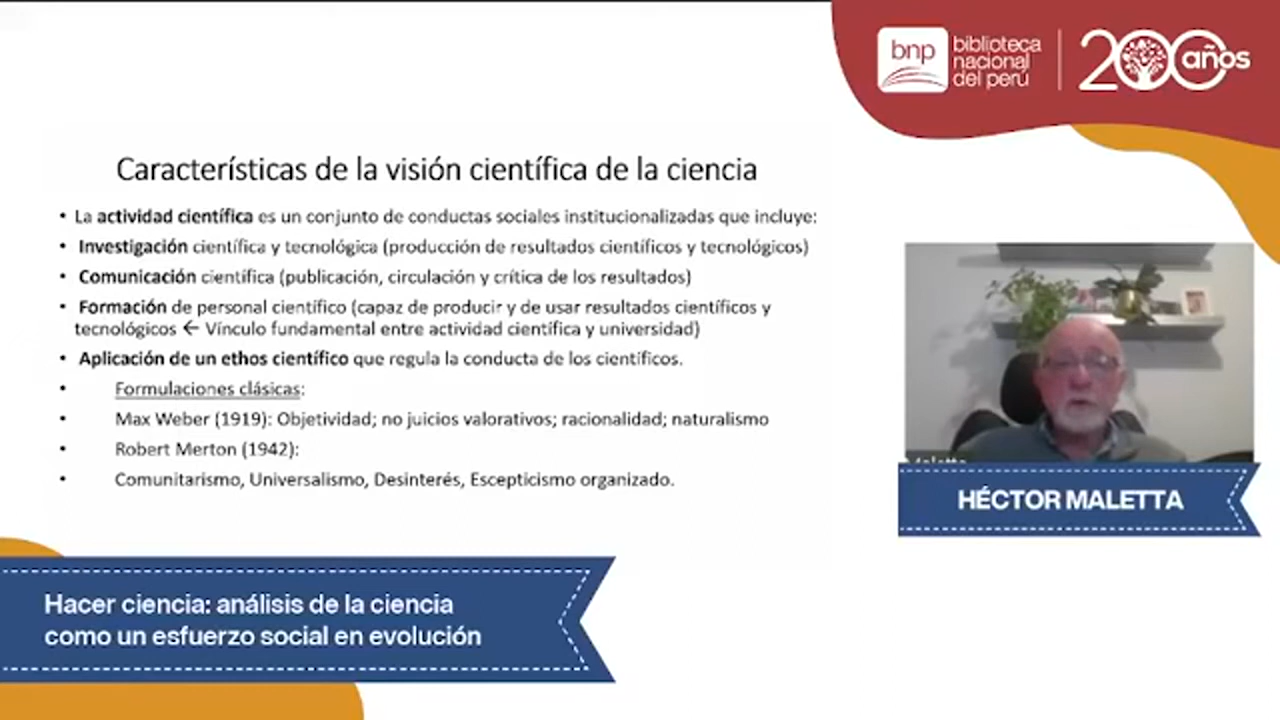 bnp
biblioteca
nacional
del perú
200 años
Características de la visión científica de la ciencia
• La actividad científica es un conjunto de conductas sociales institucionalizadas que incluye:
• Investigación científica y tecnológica (producción de resultados científicos y tecnológicos)
• Comunicación científica (publicación, circulación y crítica de los resultados)
• Formación de personal científico (capaz de producir y de usar resultados científicos y
tecnológicos ← Vínculo fundamental entre actividad científica y universidad)
• Aplicación de un ethos científico que regula la conducta de los científicos.
• Formulaciones clásicas:
• Max Weber (1919): Objetividad; no juicios valorativos; racionalidad; naturalismo
• Robert Merton (1942):
• Comunitarismo, Universalismo, Desinterés, Escepticismo organizado.
HÉCTOR MALETTA
Hacer ciencia: análisis de la ciencia
como un esfuerzo social en evolución